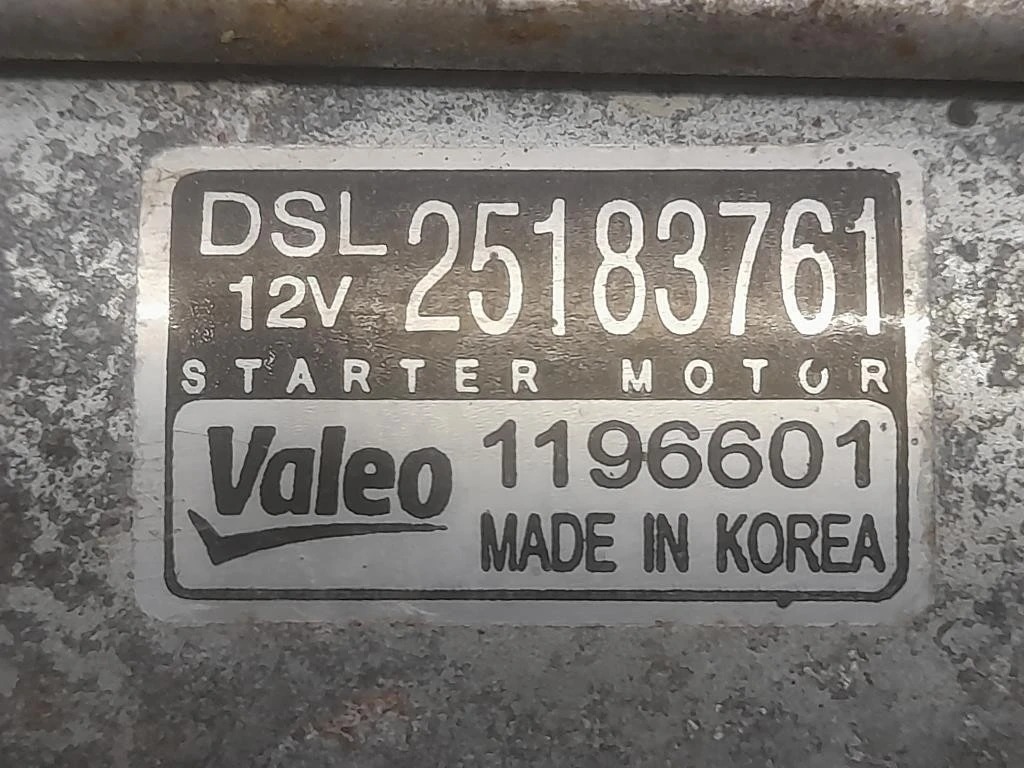 DSL 25183761
12V
STARTER MOTOR
Valeo 1196601
MADE IN KOREA